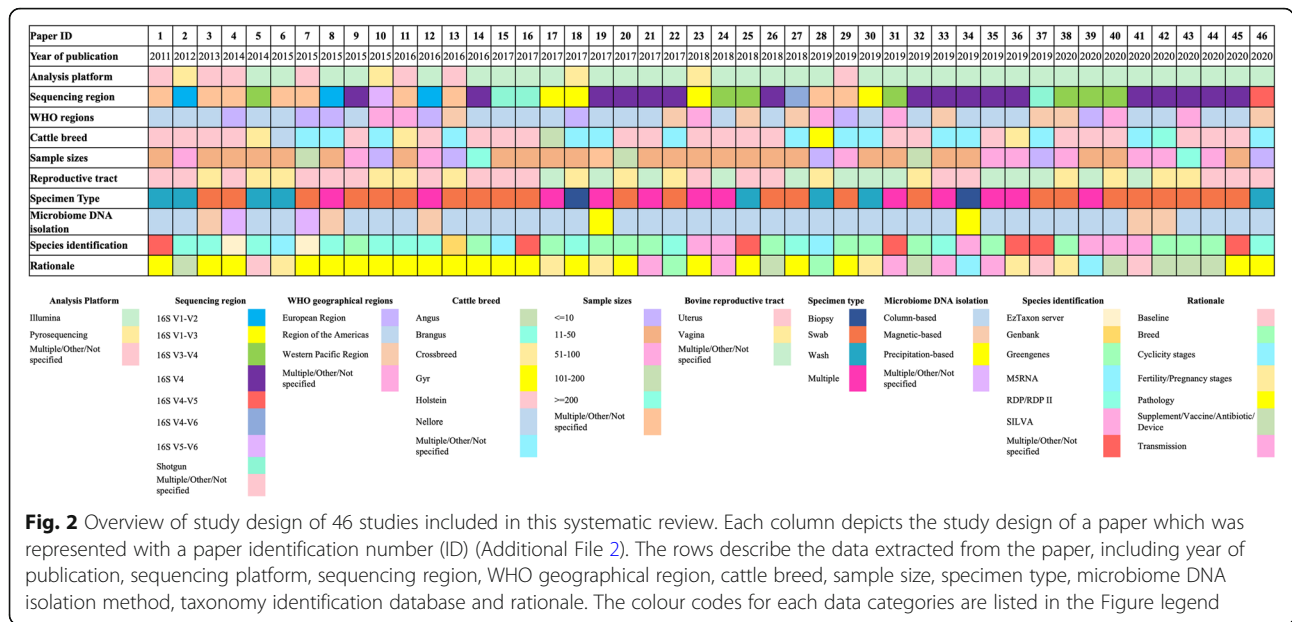 Paper ID 1 2 3 4 5 6 7 8 9 10 11 12 13 14 15 16 17 18 19 20 21 22 23 24 25 26 27 28 29 30 31 32 33 34 35 36 37 38 39 40 41 42 43 44 45 46
Year of publication 2011 2012 2013 2014 2014 2015 2015 2015 2015 2015 2016 2016 2016 2017 2017 2017 2017 2017 2017 2017 2017 2017 2018 2018 2018 2018 2018 2019 2019 2019 2019 2019 2019 2019 2019 2019 2019 2019 2020 2020 2020 2020 2020 2020 2020 2020
Analysis platform
Sequencing region
WHO regions
Cattle breed
Sample sizes
Reproductive tract
Specimen Type
Microbiome DNA
isolation
Species identification
Rationale
Analysis Platform
Illumina
Pyrosequencing
Multiple/Other/Not
specified
Sequencing region
16S V1-V2
16S V1-V3
16S V3-V4
16S V4
16S V4-V5
16S V4-V6
16S V5-V6
Shotgun
Multiple/Other/Not
specified
WHO geographical regions
European Region
Region of the Americas
Western Pacific Region
Multiple/Other/Not
specified
Cattle breed
Angus
Brangus
Crossbreed
Gyr
Holstein
Nellore
Multiple/Other/Not
specified
Sample sizes
<=10
11-50
51-100
101-200
>=200
Multiple/Other/Not
specified
Bovine reproductive tract
Uterus
Vagina
Multiple/Other/Not
specified
Specimen type
Biopsy
Swab
Wash
Multiple
Microbiome DNA isolation
Column-based
Magnetic-based
Precipitation-based
Multiple/Other/Not
specified
Species identification
EzTaxon server
Genbank
Greengenes
M5RNA
RDP/RDP II
SILVA
Multiple/Other/Not
specified
Rationale
Baseline
Breed
Cyclicity stages
Fertility/Pregnancy stages
Pathology
Supplement/Vaccine/Antibiotic/
Device
Transmission
Fig. 2 Overview of study design of 46 studies included in this systematic review. Each column depicts the study design of a paper which was
represented with a paper identification number (ID) (Additional File 2). The rows describe the data extracted from the paper, including year of
publication, sequencing platform, sequencing region, WHO geographical region, cattle breed, sample size, specimen type, microbiome DNA
isolation method, taxonomy identification database and rationale. The colour codes for each data categories are listed in the Figure legend